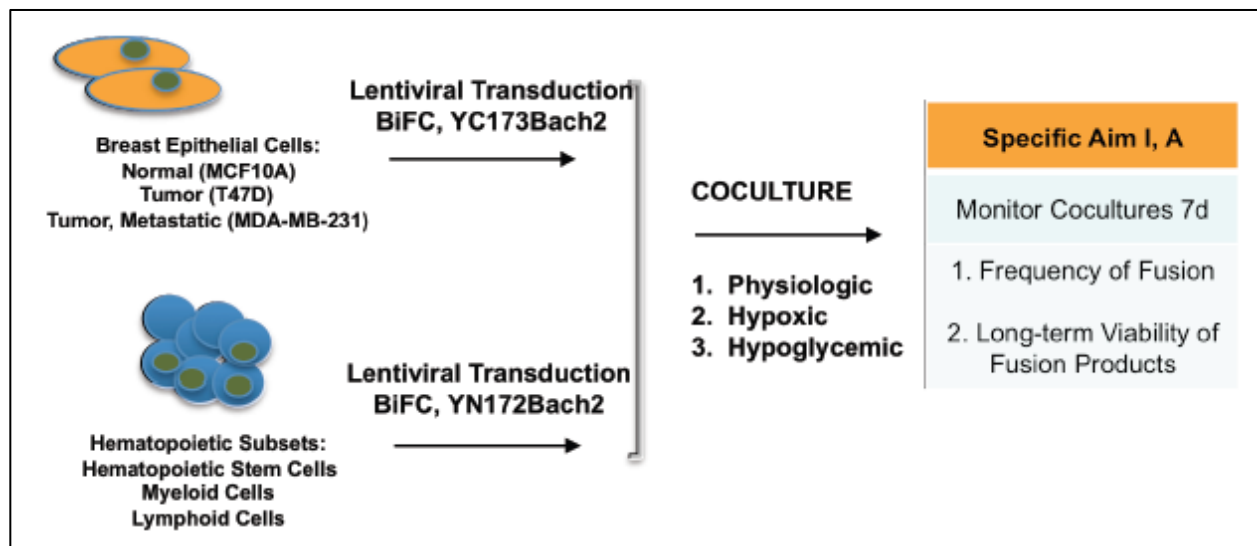 Breast Epithelial Cells:
Normal (MCF10A)
Tumor (T47D)
Tumor, Metastatic (MDA-MB-231)
Lentiviral Transduction
BiFC, YC173Bach2
Hematopoietic Subsets:
Hematopoietic Stem Cells
Myeloid Cells
Lymphoid Cells
Lentiviral Transduction
BiFC, YN172Bach2
COCULTURE
1. Physiologic
2. Hypoxic
3. Hypoglycemic
Specific Aim I, A
Monitor Cocultures 7d
1. Frequency of Fusion
2. Long-term Viability of
Fusion Products